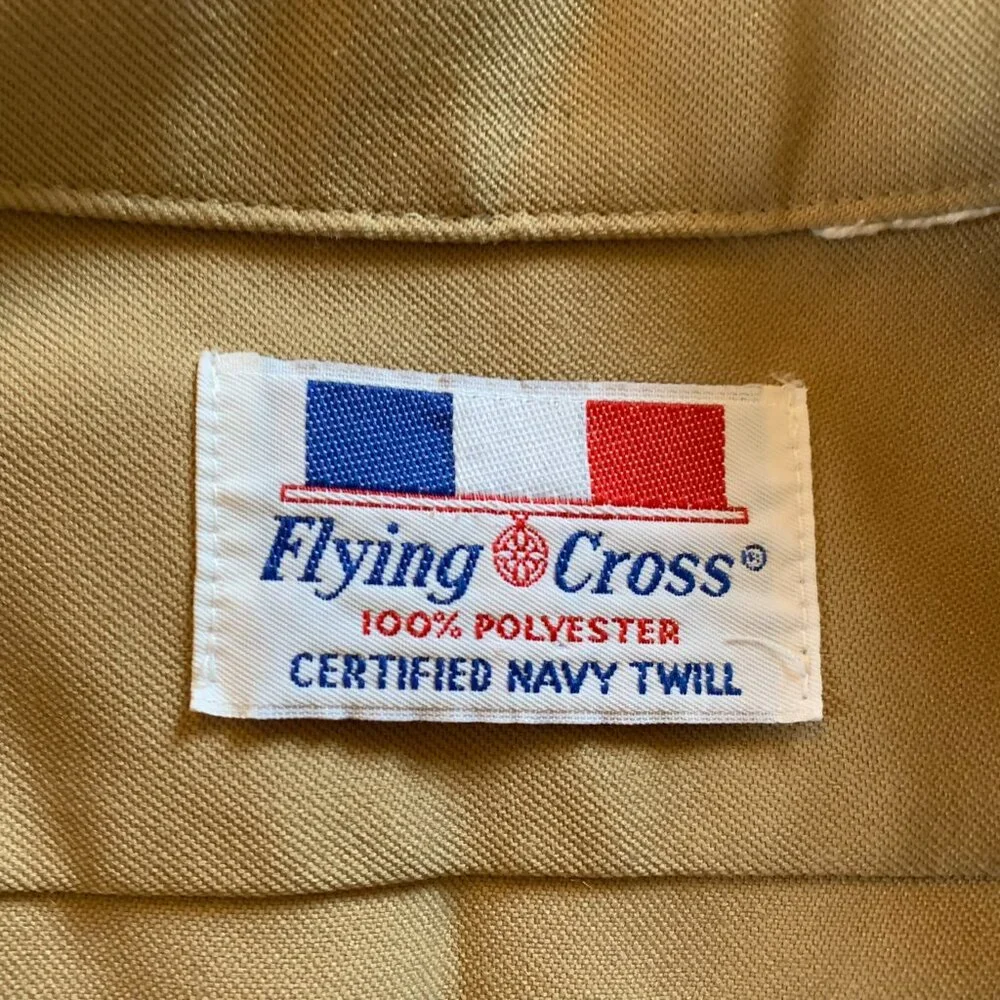 Flying Cross®
100% POLYESTER
CERTIFIED NAVY TWILL